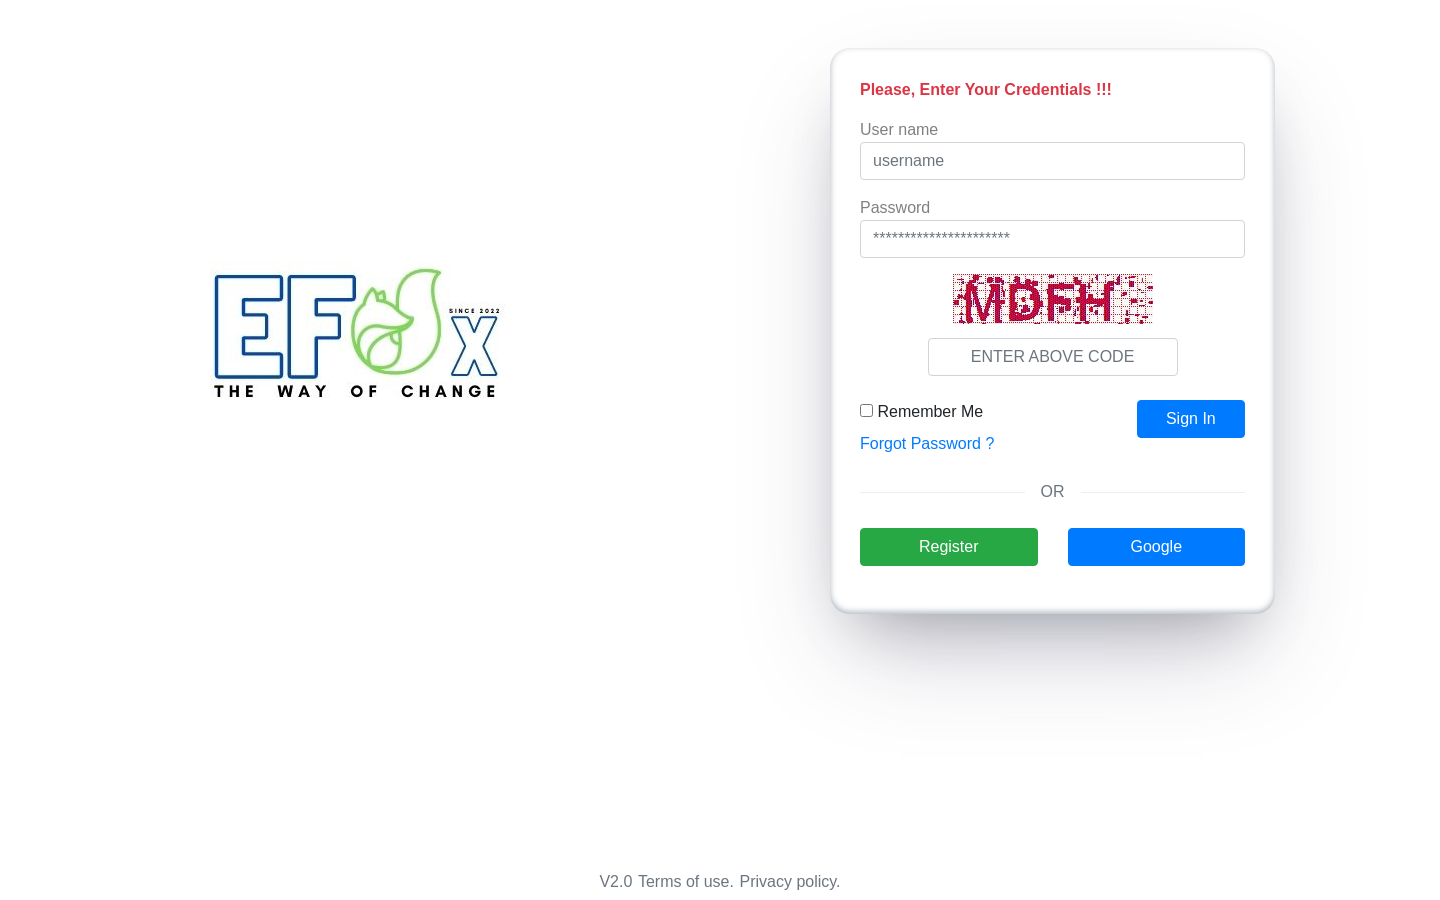 Please, Enter Your Credentials !!!
User name
username
Password
**********************
MDFH
ENTER ABOVE CODE
Remember Me
Sign In
Forgot Password ?
OR
Register
Google
EFox
SINCE 2022
THE WAY OF CHANGE
V2.0 Terms of use. Privacy policy.